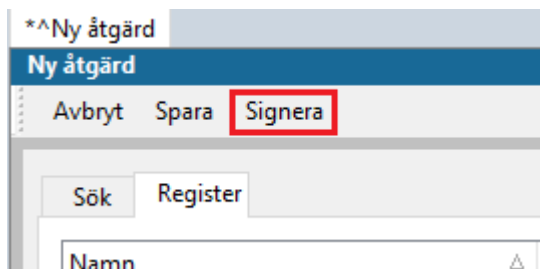 *^Ny åtgärd
Ny åtgärd
Avbryt Spara Signera
Sök Register
Namn